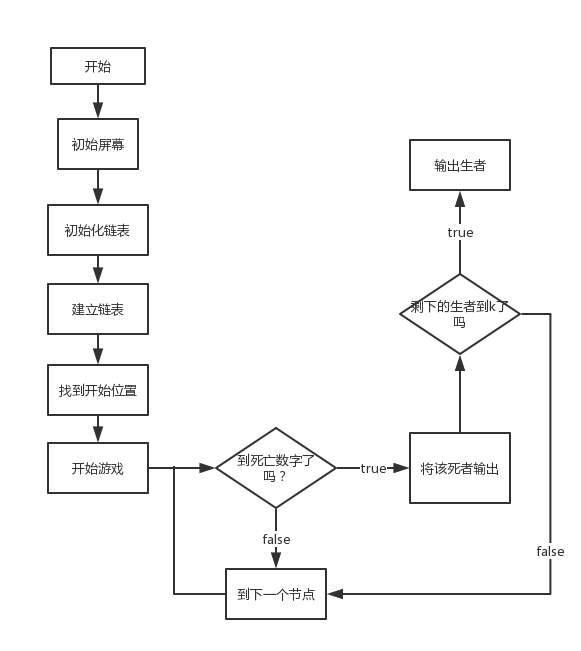 开始
初始屏幕
初始化链表
建立链表
找到开始位置
开始游戏
到死亡数字了
吗？
true
false
到下一个节点
将该死者输出
剩下的生者到k了
吗
true
false
输出生者